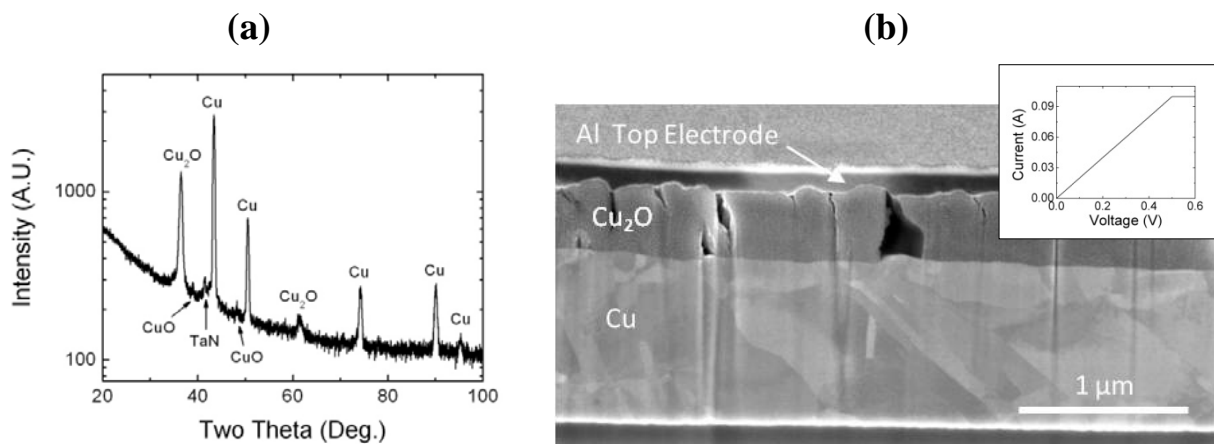 (a)
Intensity (A.U.)
1000
100
Cu₂O
Cu
Cu
Cu₂O
Cu
Cu
Cu
CuO
TaN
CuO
20
40
60
80
100
Two Theta (Deg.)
(b)
Al Top Electrode
Cu₂O
Cu
1 μm
Current (A)
0.09
0.06
0.03
0.00
0.0
0.2
0.4
0.6
Voltage (V)